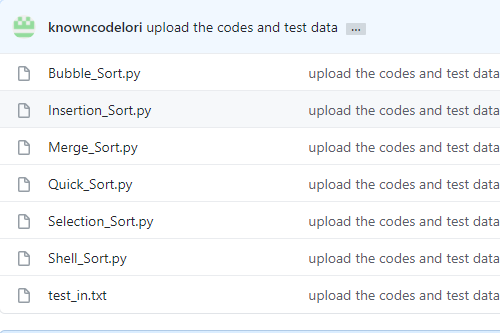 knowncodelori upload the codes and test data ...
Bubble_Sort.py upload the codes and test data
Insertion_Sort.py upload the codes and test data
Merge_Sort.py upload the codes and test data
Quick_Sort.py upload the codes and test data
Selection_Sort.py upload the codes and test data
Shell_Sort.py upload the codes and test data
test_in.txt upload the codes and test data